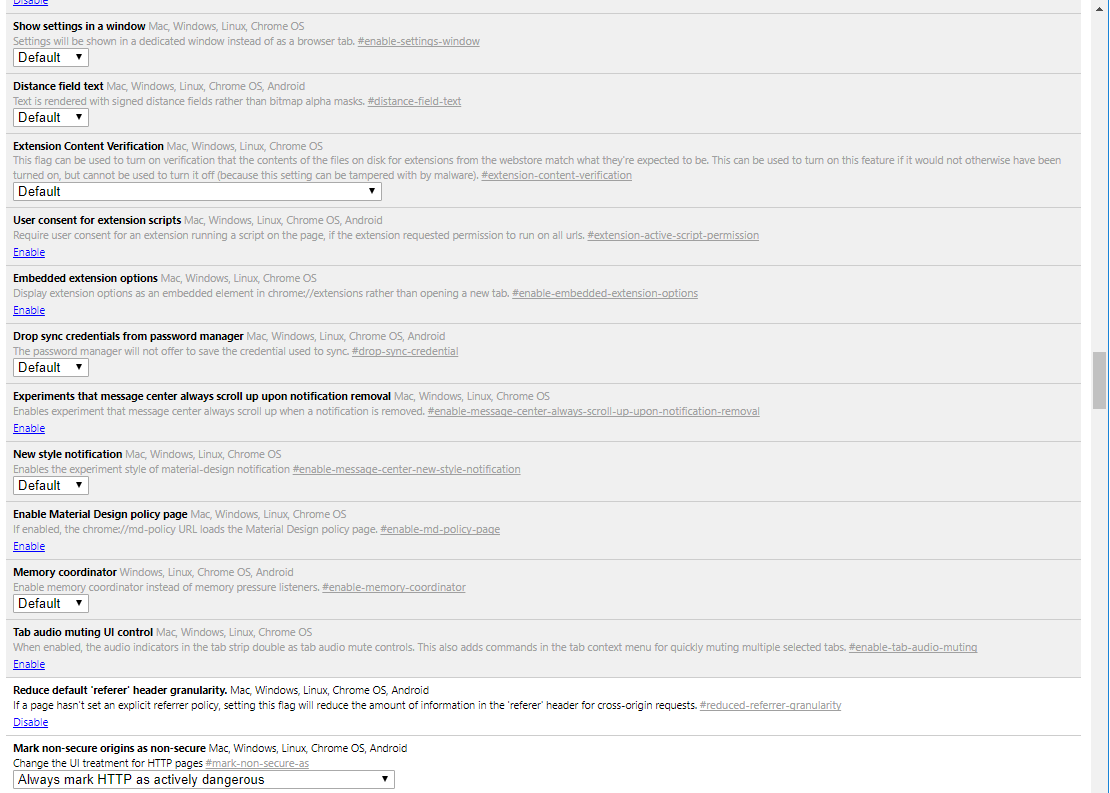 Disable
Show settings in a window Mac, Windows, Linux, Chrome OS
Settings will be shown in a dedicated window instead of as a browser tab. #enable-settings-window
Default
Distance field text Mac, Windows, Linux, Chrome OS, Android
Text is rendered with signed distance fields rather than bitmap alpha masks. #distance-field-text
Default
Extension Content Verification Mac, Windows, Linux, Chrome OS
This flag can be used to turn on verification that the contents of the files on disk for extensions from the webstore match what they're expected to be. This can be used to turn on this feature if it would not otherwise have been
turned on, but cannot be used to turn it off (because this setting can be tampered with by malware). #extension-content-verification
Default
User consent for extension scripts Mac, Windows, Linux, Chrome OS, Android
Require user consent for an extension running a script on the page, if the extension requested permission to run on all urls. #extension-active-script-permission
Enable
Embedded extension options Mac, Windows, Linux, Chrome OS
Display extension options as an embedded element in chrome://extensions rather than opening a new tab. #enable-embedded-extension-options
Enable
Drop sync credentials from password manager Mac, Windows, Linux, Chrome OS, Android
The password manager will not offer to save the credential used to sync. #drop-sync-credential
Default
Experiments that message center always scroll up upon notification removal Mac, Windows, Linux, Chrome OS
Enables experiment that message center always scroll up when a notification is removed. #enable-message-center-always-scroll-up-upon-notification-removal
Enable
New style notification Mac, Windows, Linux, Chrome OS
Enables the experiment style of material-design notification #enable-message-center-new-style-notification
Default
Enable Material Design policy page Mac, Windows, Linux, Chrome OS
If enabled, the chrome://md-policy URL loads the Material Design policy page. #enable-md-policy-page
Enable
Memory coordinator Windows, Linux, Chrome OS, Android
Enable memory coordinator instead of memory pressure listeners. #enable-memory-coordinator
Default
Tab audio muting UI control Mac, Windows, Linux, Chrome OS
When enabled, the audio indicators in the tab strip double as tab audio mute controls. This also adds commands in the tab context menu for quickly muting multiple selected tabs. #enable-tab-audio-muting
Enable
Reduce default 'referer' header granularity. Mac, Windows, Linux, Chrome OS, Android
If a page hasn't set an explicit referrer policy, setting this flag will reduce the amount of information in the 'referer' header for cross-origin requests. #reduced-referrer-granularity
Disable
Mark non-secure origins as non-secure Mac, Windows, Linux, Chrome OS, Android
Change the UI treatment for HTTP pages #mark-non-secure-as
Always mark HTTP as actively dangerous